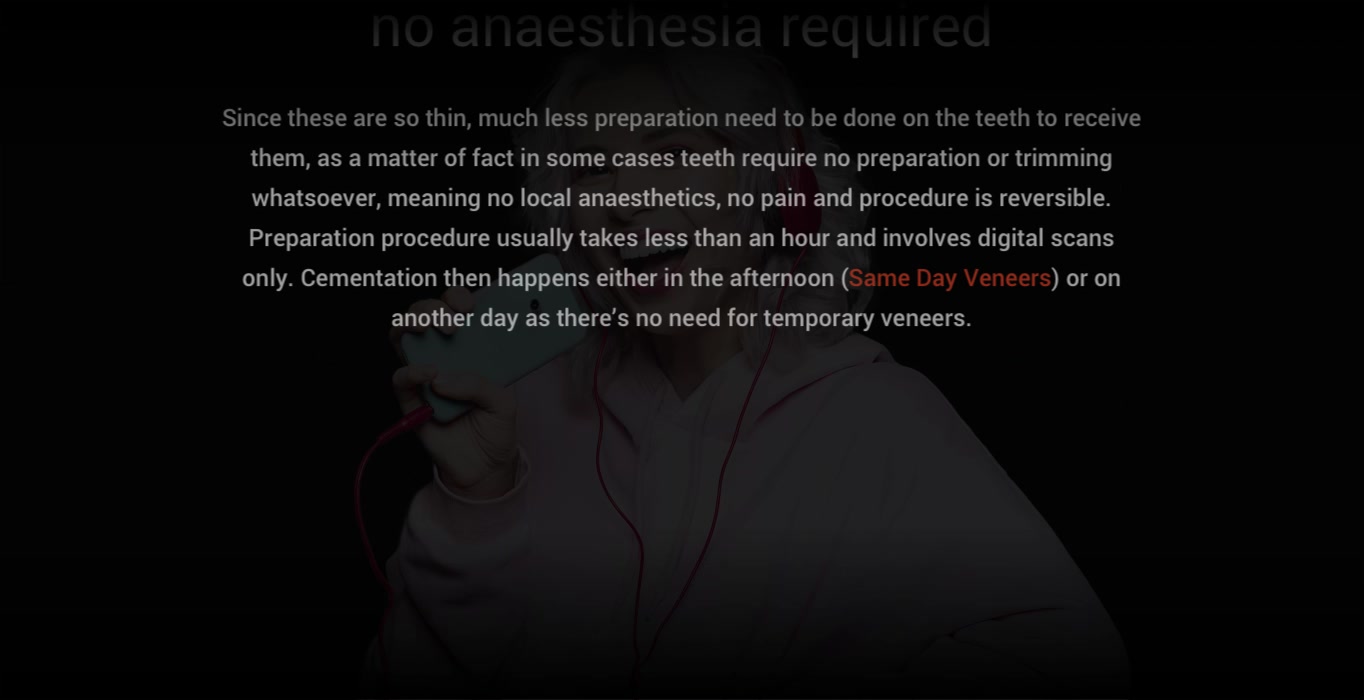 no anaesthesia required
Since these are so thin, much less preparation need to be done on the teeth to receive
them, as a matter of fact in some cases teeth require no preparation or trimming
whatsoever, meaning no local anaesthetics, no pain and procedure is reversible.
Preparation procedure usually takes less than an hour and involves digital scans
only. Cementation then happens either in the afternoon (Same Day Veneers) or on
another day as there’s no need for temporary veneers.